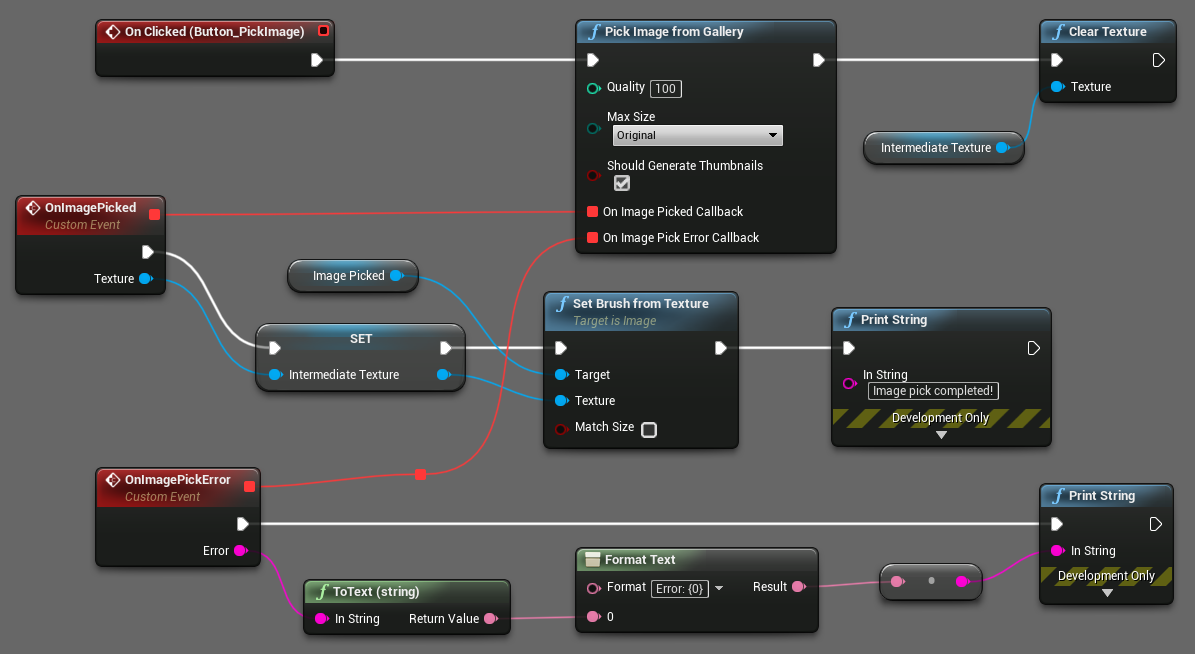 On Clicked (Button_PickImage)
f Pick Image from Gallery
Quality 100
Max Size
Original
Should Generate Thumbnails
On Image Picked Callback
On Image Pick Error Callback
f Clear Texture
Texture
Intermediate Texture
OnImagePicked
Custom Event
Texture
Image Picked
SET
Intermediate Texture
f Set Brush from Texture
Target is Image
Target
Texture
Match Size
f Print String
In String
Image pick completed!
Development Only
OnImagePickError
Custom Event
Error
f ToText (string)
In String Return Value
Format Text
Format Error: {0} Result
0
f Print String
In String
Development Only